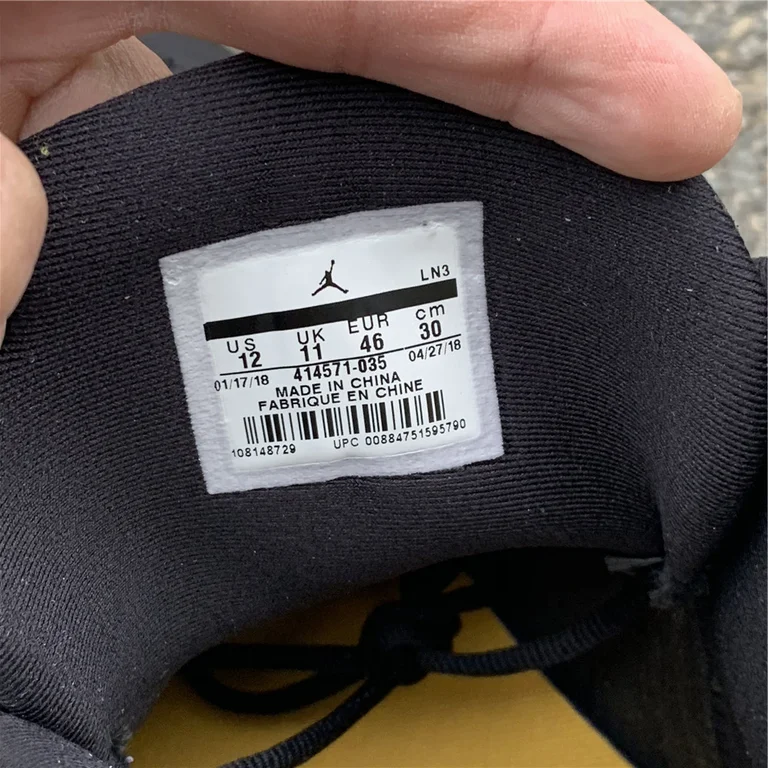 LN3
US UK EUR cm
12 11 46 30
01/17/18 414571-035 04/27/18
MADE IN CHINA
FABRIQUE EN CHINE
108148729 UPC 00884751595790